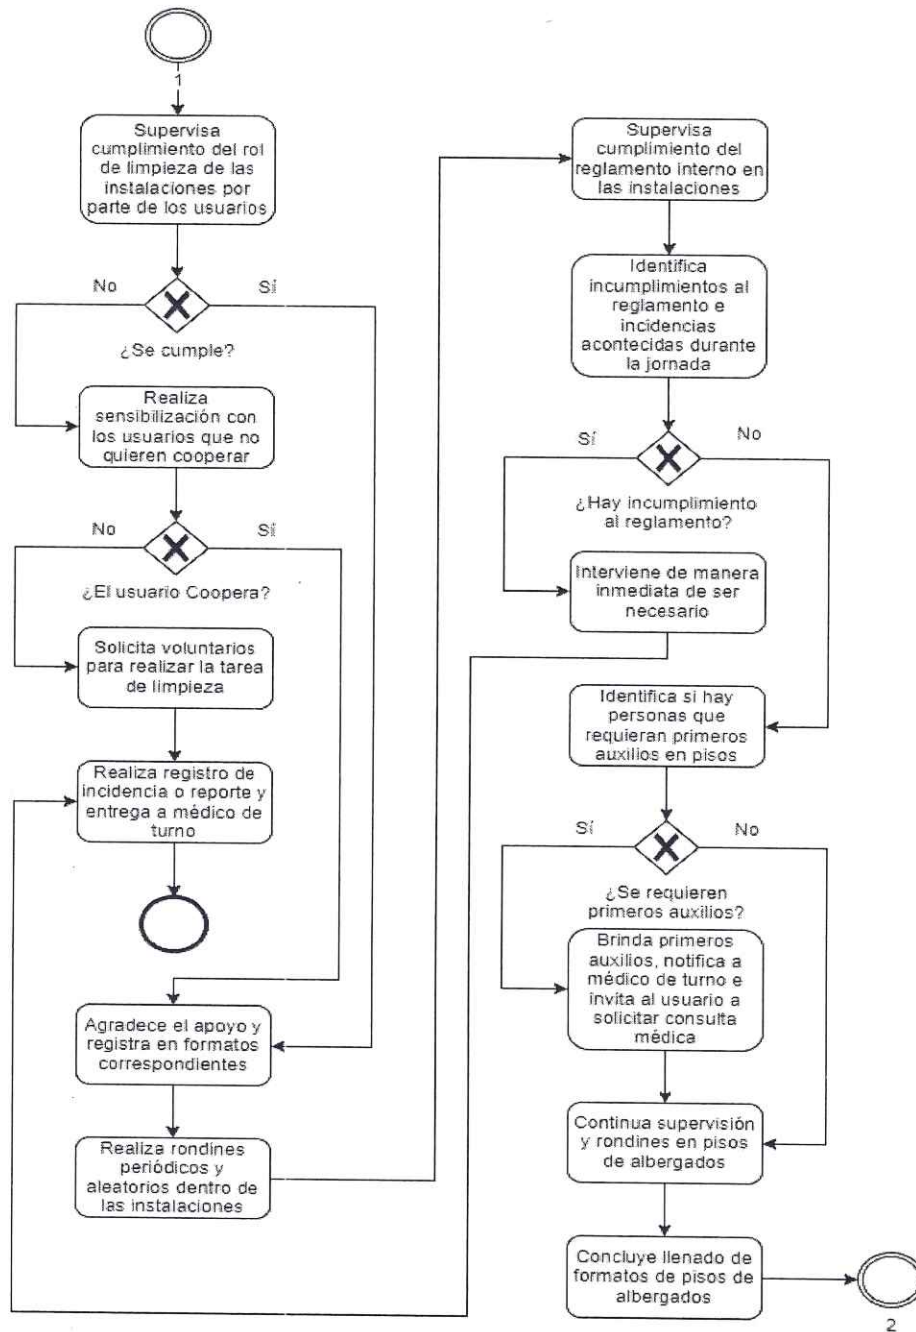 1
Supervisa
cumplimiento del rol
de limpieza de las
instalaciones por
parte de los usuarios
No
Sí
¿Se cumple?
Realiza
sensibilización con
los usuarios que no
quieren cooperar
No
Sí
¿El usuario Coopera?
Solicita voluntarios
para realizar la tarea
de limpieza
Realiza registro de
incidencia o reporte y
entrega a médico de
turno
Agradece el apoyo y
registra en formatos
correspondientes
Realiza rondines
periódicos y
aleatorios dentro de
las instalaciones
Supervisa
cumplimiento del
reglamento interno en
las instalaciones
Identifica
incumplimientos al
reglamento e
incidencias
acontecidas durante
la jornada
Sí
No
¿Hay incumplimiento
al reglamento?
Interviene de manera
inmediata de ser
necesario
Identifica si hay
personas que
requieran primeros
auxilios en pisos
Sí
No
¿Se requieren
primeros auxilios?
Brinda primeros
auxilios, notifica a
médico de turno e
invita al usuario a
solicitar consulta
médica
Continua supervisión
y rondines en pisos
de albergados
Concluye llenado de
formatos de pisos de
albergados
2